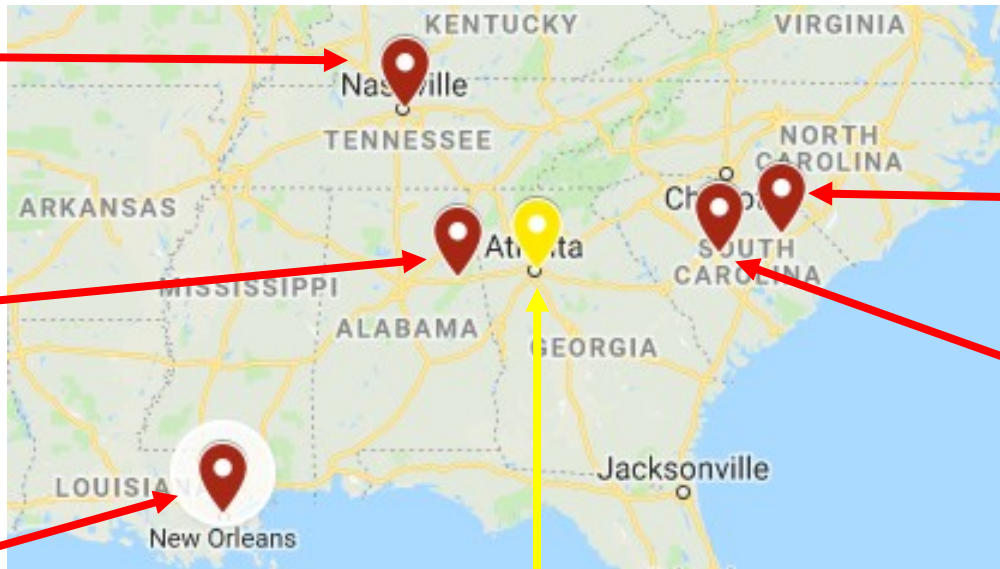 KENTUCKY
VIRGINIA
Nashville
TENNESSEE
NORTH
CAROLINA
ARKANSAS
Atlanta
SOUTH
CAROLINA
MISSISSIPPI
ALABAMA
GEORGIA
Jacksonville
LOUISIANA
New Orleans